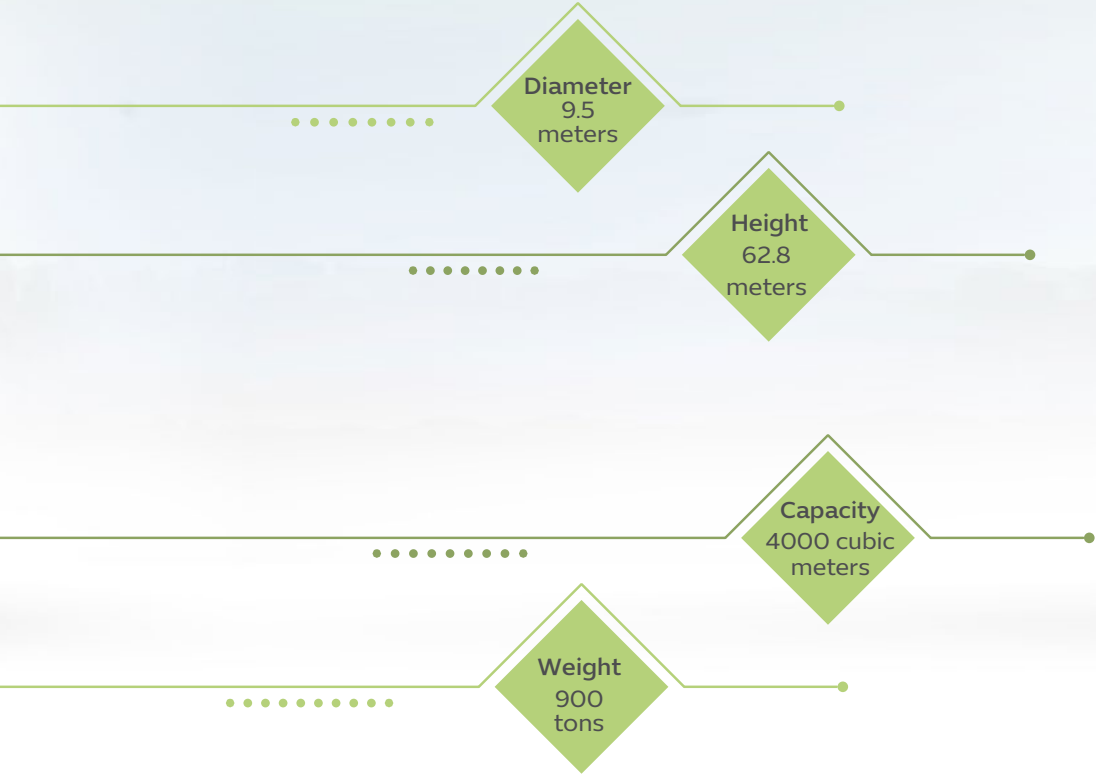 Diameter
9.5
meters
Height
62.8
meters
Capacity
4000 cubic
meters
Weight
900
tons